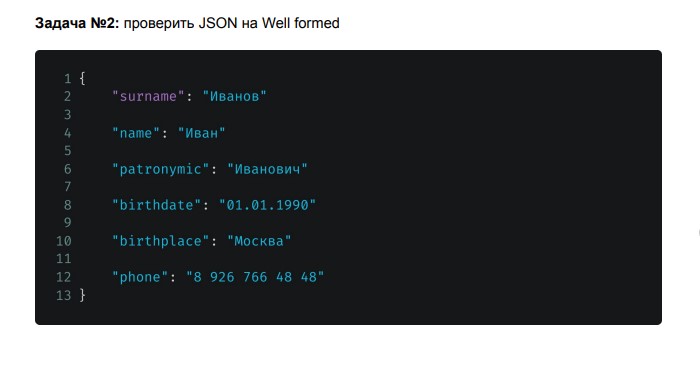 Задача №2: проверить JSON на Well formed
1 {
2 "surname": "Иванов"
3
4 "name": "Иван"
5
6 "patronymic": "Иванович"
7
8 "birthdate": "01.01.1990"
9
10 "birthplace": "Москва"
11
12 "phone": "8 926 766 48 48"
13 }